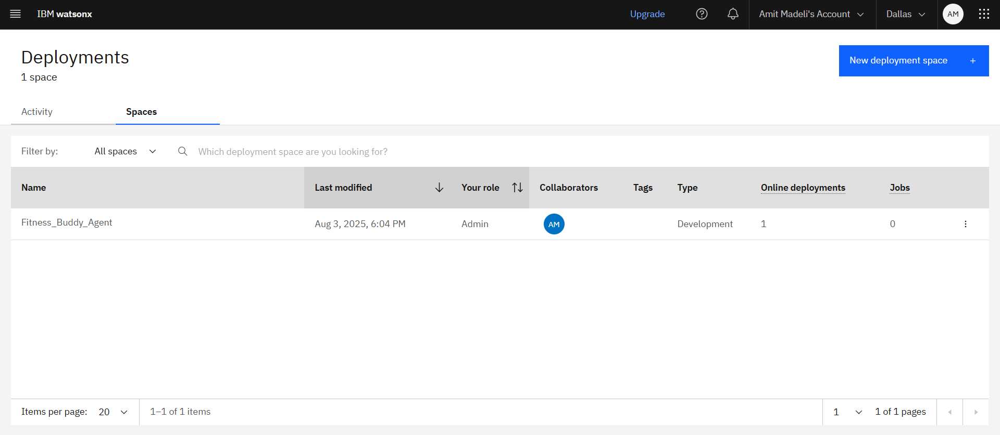 IBM watsonx
Upgrade
Amit Madeli's Account
Dallas
AM
Deployments
1 space
New deployment space +
Activity
Spaces
Filter by:
All spaces
Which deployment space are you looking for?
Name
Last modified
Your role
Collaborators
Tags
Type
Online deployments
Jobs
Fitness_Buddy_Agent
Aug 3, 2025, 6:04 PM
Admin
AM
Development
1
0
Items per page: 20
1–1 of 1 items
1
1 of 1 pages